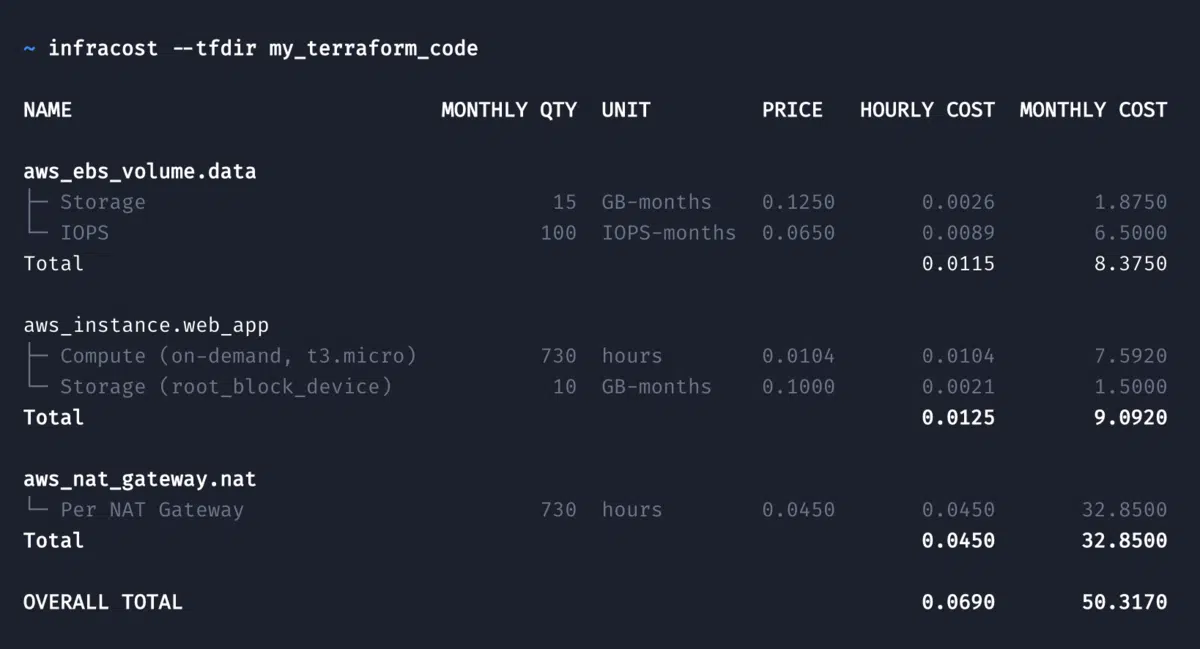 ~ infracost --tfdir my_terraform_code
NAME MONTHLY QTY UNIT PRICE HOURLY COST MONTHLY COST
aws_ebs_volume.data
├─ Storage 15 GB-months 0.1250 0.0026 1.8750
└─ IOPS 100 IOPS-months 0.0650 0.0089 6.5000
Total 0.0115 8.3750
aws_instance.web_app
├─ Compute (on-demand, t3.micro) 730 hours 0.0104 0.0104 7.5920
└─ Storage (root_block_device) 10 GB-months 0.1000 0.0021 1.5000
Total 0.0125 9.0920
aws_nat_gateway.nat
└─ Per NAT Gateway 730 hours 0.0450 0.0450 32.8500
Total 0.0450 32.8500
OVERALL TOTAL 0.0690 50.3170